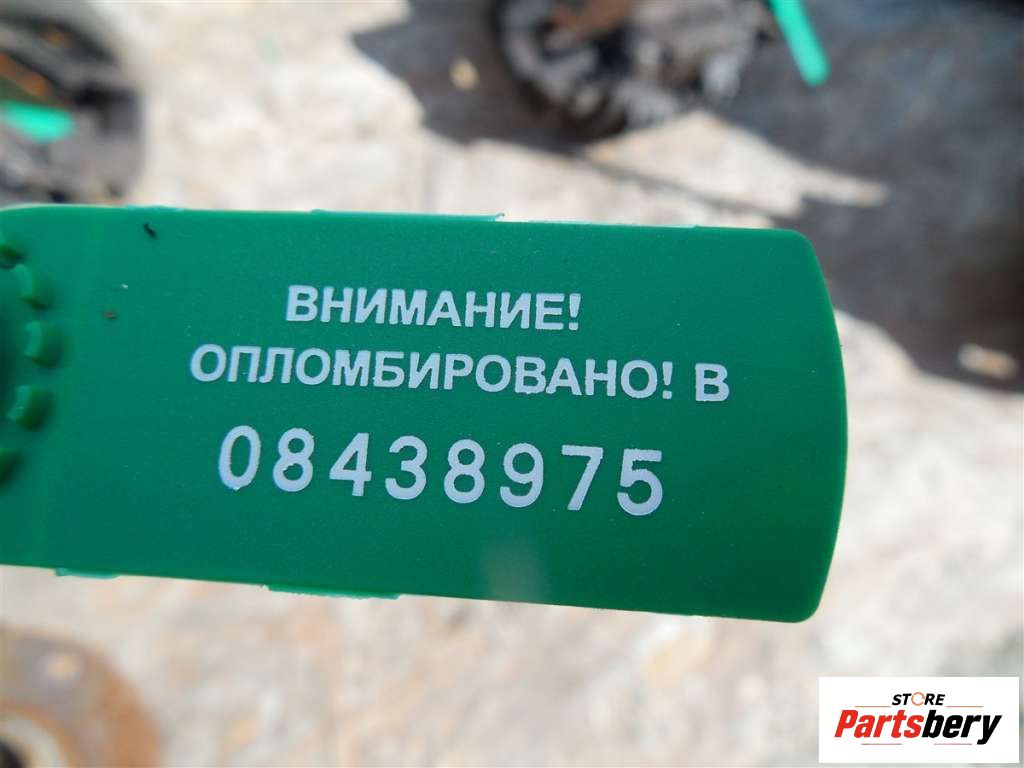 ВНИМАНИЕ!
ОПЛОМБИРОВАНО! В
08438975
STORE
Partsbery